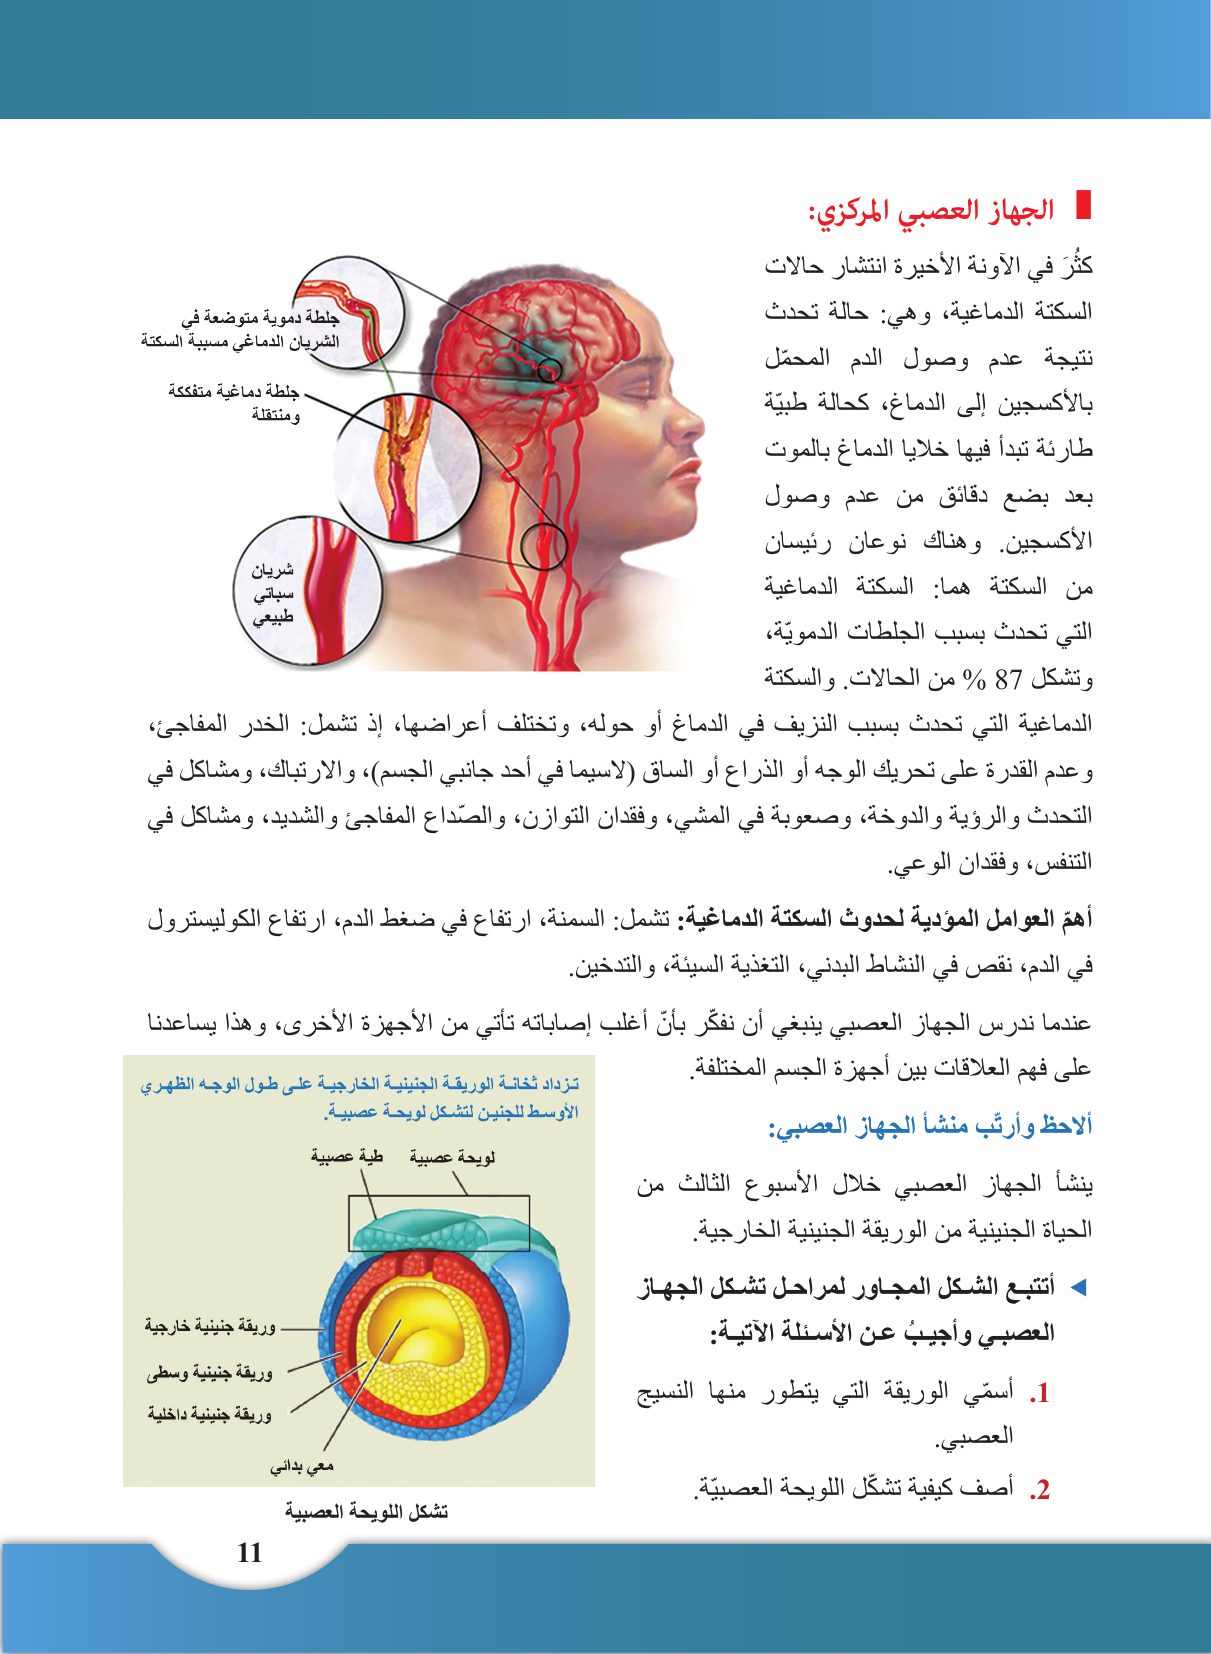 الجهاز العصبي المركزي:
كثُرَ في الآونة الأخيرة انتشار حالات
السكتة الدماغية، وهي: حالة تحدث
نتيجة عدم وصول الدم المحمّل
بالأكسجين إلى الدماغ، كحالة طبيّة
طارئة تبدأ فيها خلايا الدماغ بالموت
بعد بضع دقائق من عدم وصول
الأكسجين. وهناك نوعان رئيسان
من السكتة هما: السكتة الدماغية
التي تحدث بسبب الجلطات الدمويّة،
وتشكل 87 % من الحالات. والسكتة
جلطة دموية متوضعة في
الشريان الدماغي مسببة السكتة
جلطة دماغية متفككة
ومنتقلة
شريان
سباتي
طبيعي
الدماغية التي تحدث بسبب النزيف في الدماغ أو حوله، وتختلف أعراضها، إذ تشمل: الخدر المفاجئ،
وعدم القدرة على تحريك الوجه أو الذراع أو الساق (لاسيما في أحد جانبي الجسم)، والارتباك، ومشاكل في
التحدث والرؤية والدوخة، وصعوبة في المشي، وفقدان التوازن، والصّداع المفاجئ والشديد، ومشاكل في
التنفس، وفقدان الوعي.
أهمّ العوامل المؤدية لحدوث السكتة الدماغية: تشمل: السمنة، ارتفاع في ضغط الدم، ارتفاع الكوليسترول
في الدم، نقص في النشاط البدني، التغذية السيئة، والتدخين.
عندما ندرس الجهاز العصبي ينبغي أن نفكّر بأنّ أغلب إصاباته تأتي من الأجهزة الأخرى، وهذا يساعدنا
على فهم العلاقات بين أجهزة الجسم المختلفة.
ألاحظ وأرتّب منشأ الجهاز العصبي:
ينشأ الجهاز العصبي خلال الأسبوع الثالث من
الحياة الجنينية من الوريقة الجنينية الخارجية.
أتتبع الشكل المجاور لمراحل تشكل الجهاز
العصبي وأجيبُ عن الأسئلة الآتية:
1. أسمّي الوريقة التي يتطور منها النسيج
العصبي.
2. أصف كيفية تشكّل اللويحة العصبيّة.
تزداد ثخانة الوريقة الجنينية الخارجية على طول الوجه الظهري
الأوسط للجنين لتشكل لويحة عصبية.
لويحة عصبية
طية عصبية
وريقة جنينية خارجية
وريقة جنينية وسطى
وريقة جنينية داخلية
معي بدائي
تشكل اللويحة العصبية
11